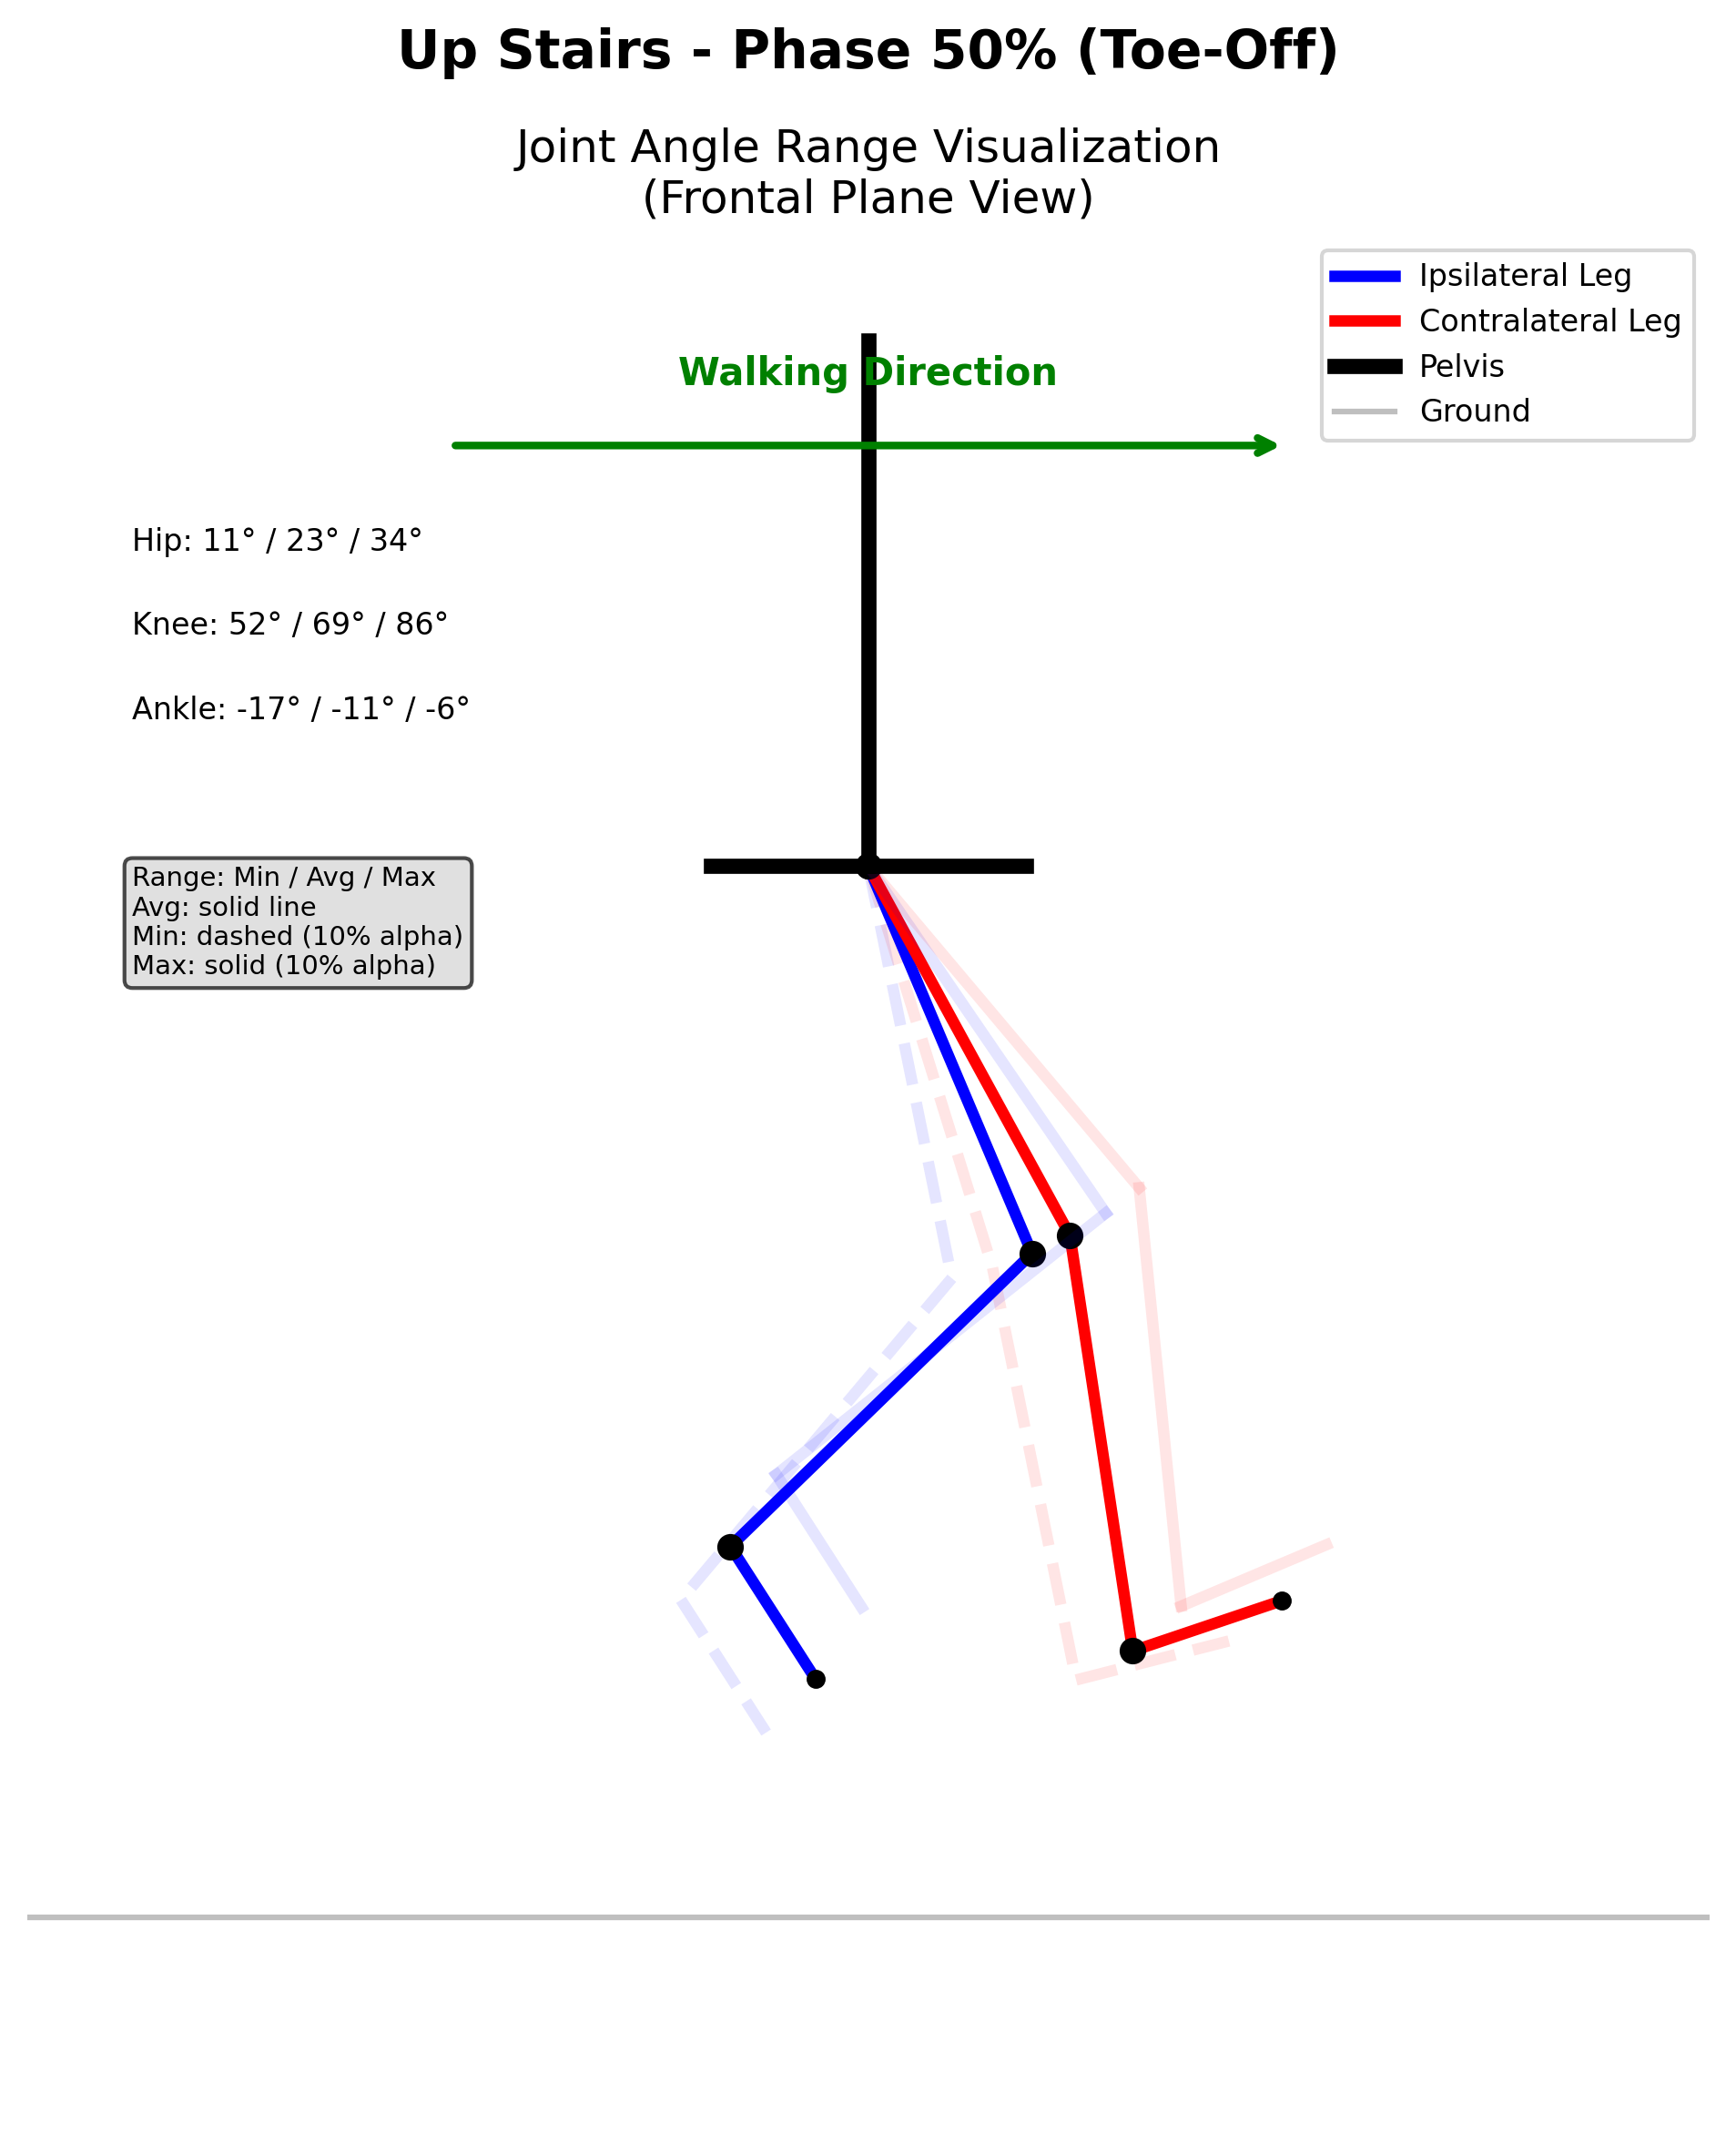 Up Stairs - Phase 50% (Toe-Off)
Joint Angle Range Visualization
(Frontal Plane View)
Ipsilateral Leg
Contralateral Leg
Pelvis
Ground
Walking Direction
Hip: 11° / 23° / 34°
Knee: 52° / 69° / 86°
Ankle: -17° / -11° / -6°
Range: Min / Avg / Max
Avg: solid line
Min: dashed (10% alpha)
Max: solid (10% alpha)